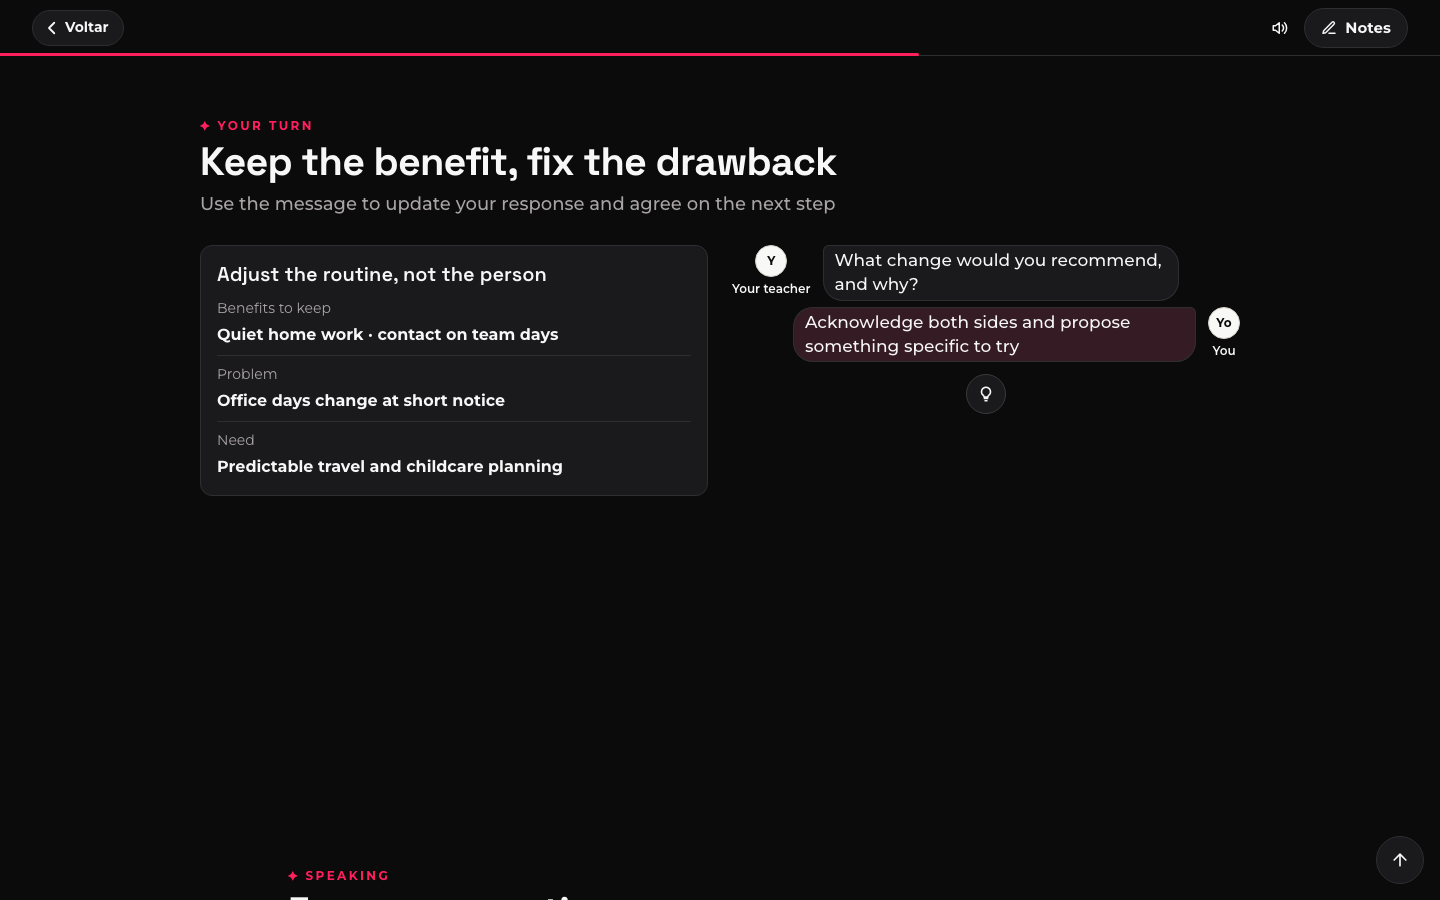 Voltar
Notes
YOUR TURN
Keep the benefit, fix the drawback
Use the message to update your response and agree on the next step
Adjust the routine, not the person
Benefits to keep
Quiet home work · contact on team days
Problem
Office days change at short notice
Need
Predictable travel and childcare planning
Y
Your teacher
What change would you recommend,
and why?
Acknowledge both sides and propose
something specific to try
Yo
You
SPEAKING